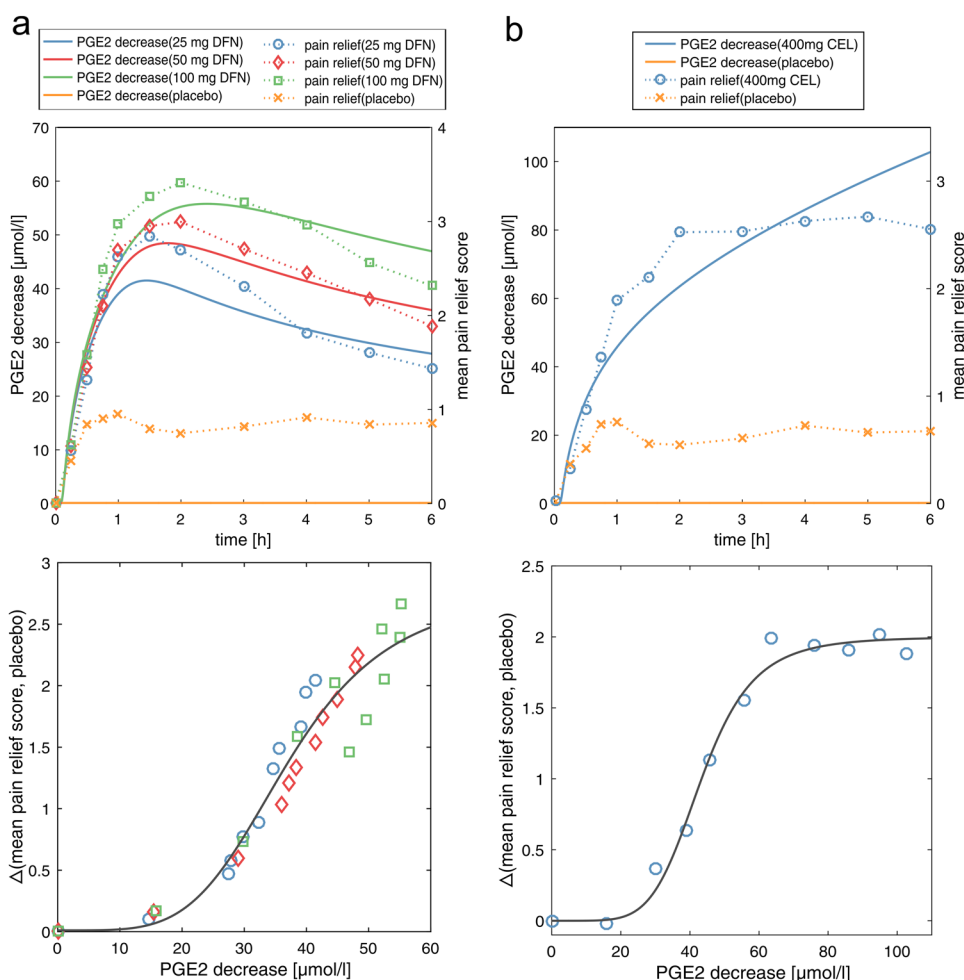 a
PGE2 decrease(25 mg DFN)
PGE2 decrease(50 mg DFN)
PGE2 decrease(100 mg DFN)
PGE2 decrease(placebo)
pain relief(25 mg DFN)
pain relief(50 mg DFN)
pain relief(100 mg DFN)
pain relief(placebo)
PGE2 decrease [µmol/l]
70
60
50
40
30
20
10
0
mean pain relief score
4
3
2
1
0
0 1 2 3 4 5 6
time [h]
Δ(mean pain relief score, placebo)
3
2.5
2
1.5
1
0.5
0
0 10 20 30 40 50 60
PGE2 decrease [µmol/l]
b
PGE2 decrease(400mg CEL)
PGE2 decrease(placebo)
pain relief(400mg CEL)
pain relief(placebo)
PGE2 decrease [µmol/l]
100
80
60
40
20
0
mean pain relief score
3
2
1
0
0 1 2 3 4 5 6
time [h]
Δ(mean pain relief score, placebo)
2.5
2
1.5
1
0.5
0
0 20 40 60 80 100
PGE2 decrease [µmol/l]